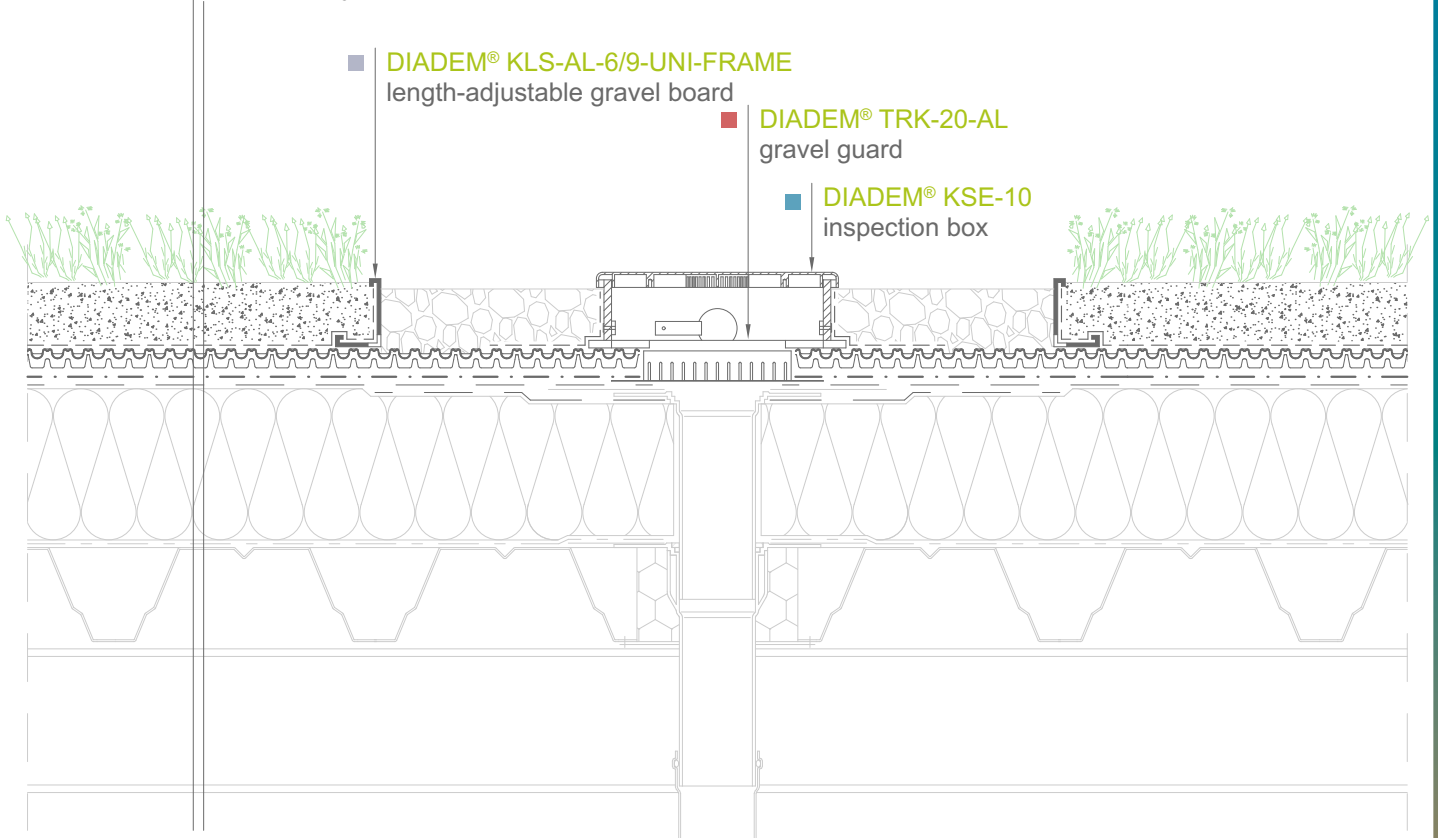 DIADEM® KLS-AL-6/9-UNI-FRAME
length-adjustable gravel board
DIADEM® TRK-20-AL
gravel guard
DIADEM® KSE-10
inspection box